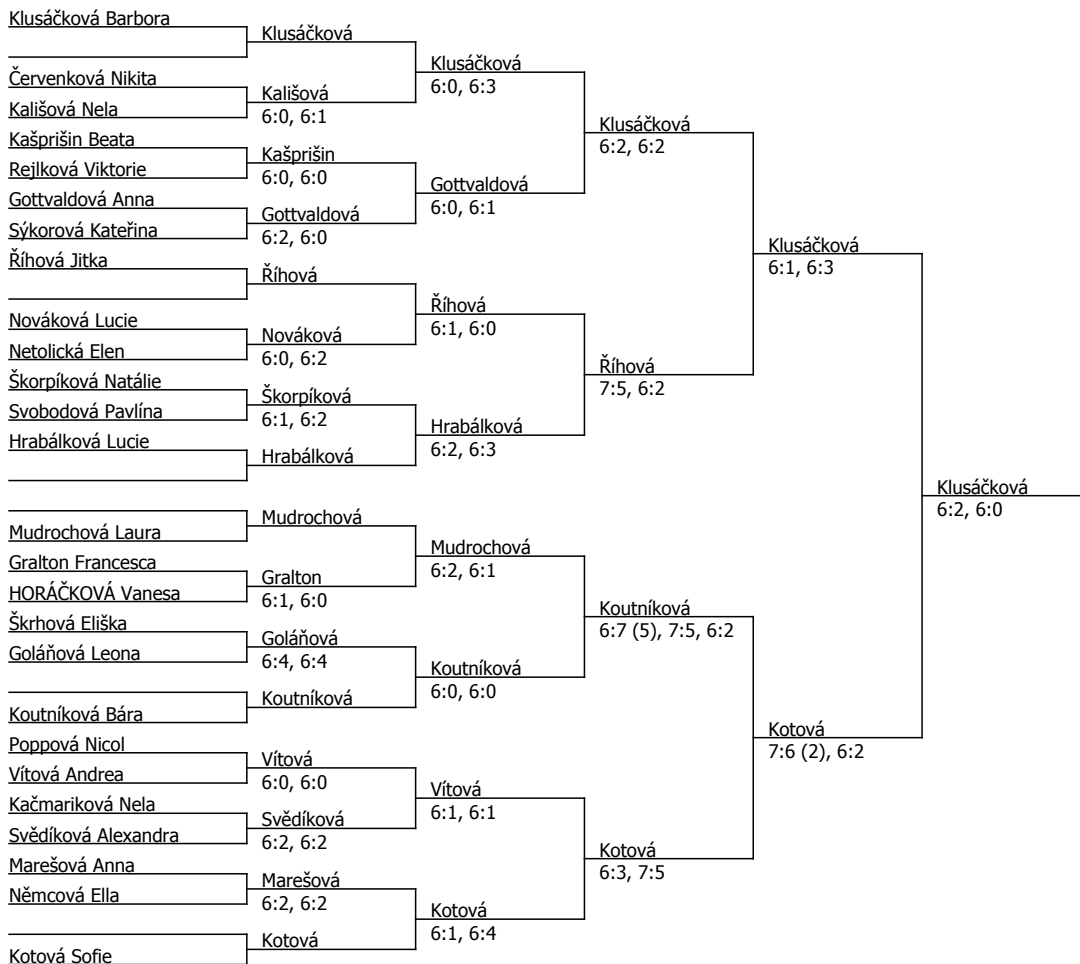 Klusáčková Barbora
Červenková Nikita
Kališová Nela
Kašprišin Beata
Rejlková Viktorie
Gottvaldová Anna
Sýkorová Kateřina
Říhová Jitka
Nováková Lucie
Netolická Elen
Škorpíková Natálie
Svobodová Pavlína
Hrabálková Lucie
Mudrochová Laura
Gralton Francesca
HORÁČKOVÁ Vanesa
Škrhová Eliška
Goláňová Leona
Koutníková Bára
Poppová Nicol
Vítová Andrea
Kačmariková Nela
Svědíková Alexandra
Marešová Anna
Němcová Ella
Kotová Sofie
Klusáčková
Kališová
6:0, 6:1
Kašprišin
6:0, 6:0
Gottvaldová
6:2, 6:0
Říhová
Nováková
6:0, 6:2
Škorpíková
6:1, 6:2
Hrabálková
Mudrochová
Gralton
6:1, 6:0
Goláňová
6:4, 6:4
Koutníková
Vítová
6:0, 6:0
Svědíková
6:2, 6:2
Marešová
6:2, 6:2
Kotová
Klusáčková
6:0, 6:3
Gottvaldová
6:0, 6:1
Říhová
6:1, 6:0
Hrabálková
6:2, 6:3
Mudrochová
6:2, 6:1
Koutníková
6:0, 6:0
Vítová
6:1, 6:1
Kotová
6:1, 6:4
Klusáčková
6:2, 6:2
Říhová
7:5, 6:2
Koutníková
6:7 (5), 7:5, 6:2
Kotová
6:3, 7:5
Klusáčková
6:1, 6:3
Kotová
7:6 (2), 6:2
Klusáčková
6:2, 6:0